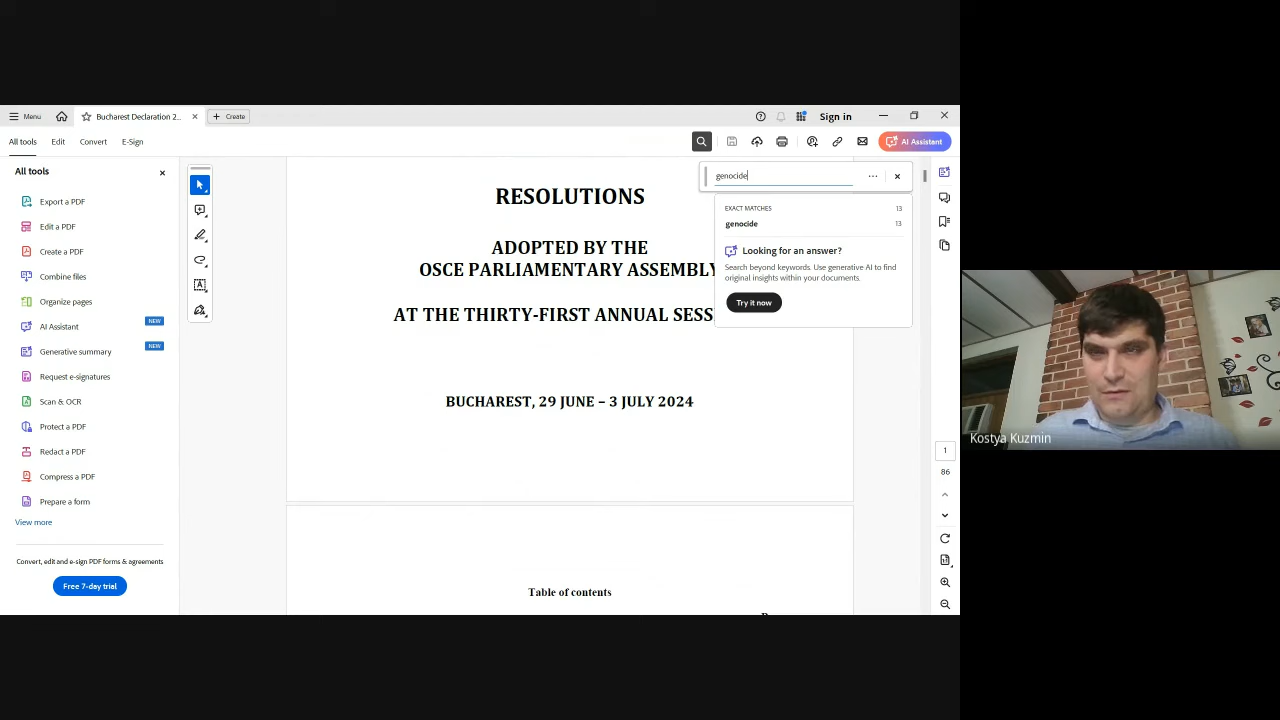 Menu
Bucharest Declaration 2...
Create
Sign in
All tools
Edit
Convert
E-Sign
AI Assistant
All tools
Export a PDF
Edit a PDF
Create a PDF
Combine files
Organize pages
AI Assistant
NEW
Generative summary
NEW
Request e-signatures
Scan & OCR
Protect a PDF
Redact a PDF
Compress a PDF
Prepare a form
View more
Convert, edit and e-sign PDF forms & agreements
Free 7-day trial
RESOLUTIONS
ADOPTED BY THE
OSCE PARLIAMENTARY ASSEMBLY
AT THE THIRTY-FIRST ANNUAL SESS
BUCHAREST, 29 JUNE – 3 JULY 2024
Table of contents
genocide
EXACT MATCHES 13
genocide 13
Looking for an answer?
Search beyond keywords. Use generative AI to find
original insights within your documents.
Try it now
1
86
Kostya Kuzmin